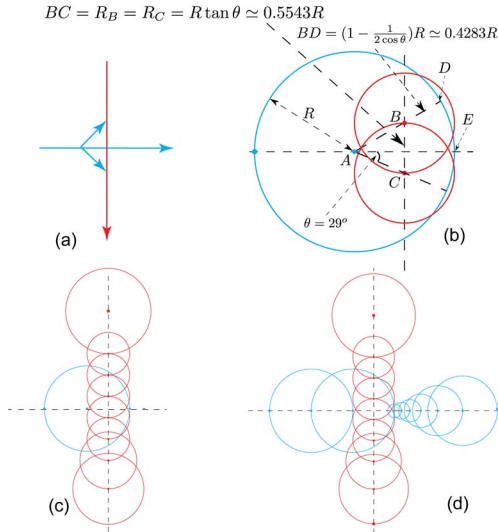 BC = R_B = R_C = R tan θ ≃ 0.5543R
BD = (1 − 1/(2 cos θ))R ≃ 0.4283R
R
D
B
E
A
C
θ = 29°
(a)
(b)
(c)
(d)